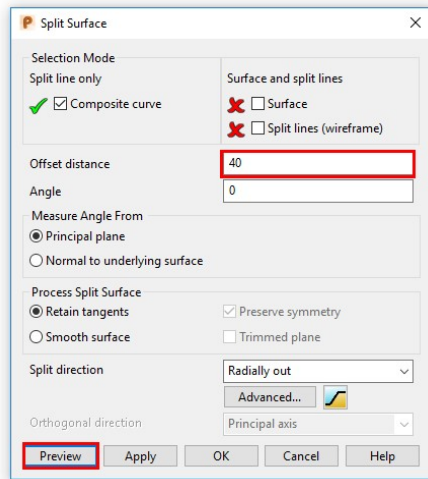 Split Surface
Selection Mode
Split line only
Surface and split lines
Composite curve
Surface
Split lines (wireframe)
Offset distance
40
Angle
0
Measure Angle From
Principal plane
Normal to underlying surface
Process Split Surface
Retain tangents
Preserve symmetry
Smooth surface
Trimmed plane
Split direction
Radially out
Advanced...
Orthogonal direction
Principal axis
Preview Apply OK Cancel Help